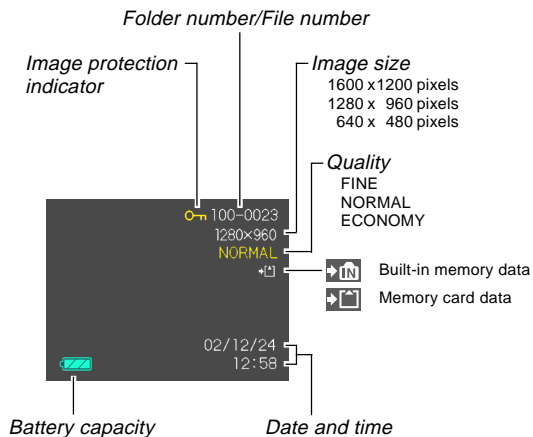 Folder number/File number
Image protection indicator
Image size
1600 x1200 pixels
1280 x 960 pixels
640 x 480 pixels
Quality
FINE
NORMAL
ECONOMY
100-0023
1280×960
NORMAL
IN Built-in memory data
Memory card data
02/12/24
12:58
Battery capacity
Date and time